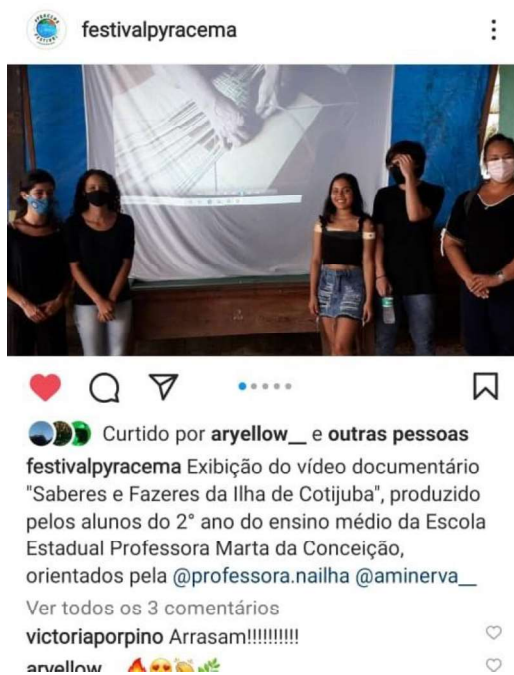 festivalpyracema
Curtido por aryellow__ e outras pessoas
festivalpyracema Exibição do vídeo documentário
"Saberes e Fazeres da Ilha de Cotijuba", produzido
pelos alunos do 2° ano do ensino médio da Escola
Estadual Professora Marta da Conceição,
orientados pela @professora.nailha @aminerva__
Ver todos os 3 comentários
victoriaporpino Arrasam!!!!!!!!!!
aryellow__ 🔥😍👏🌿